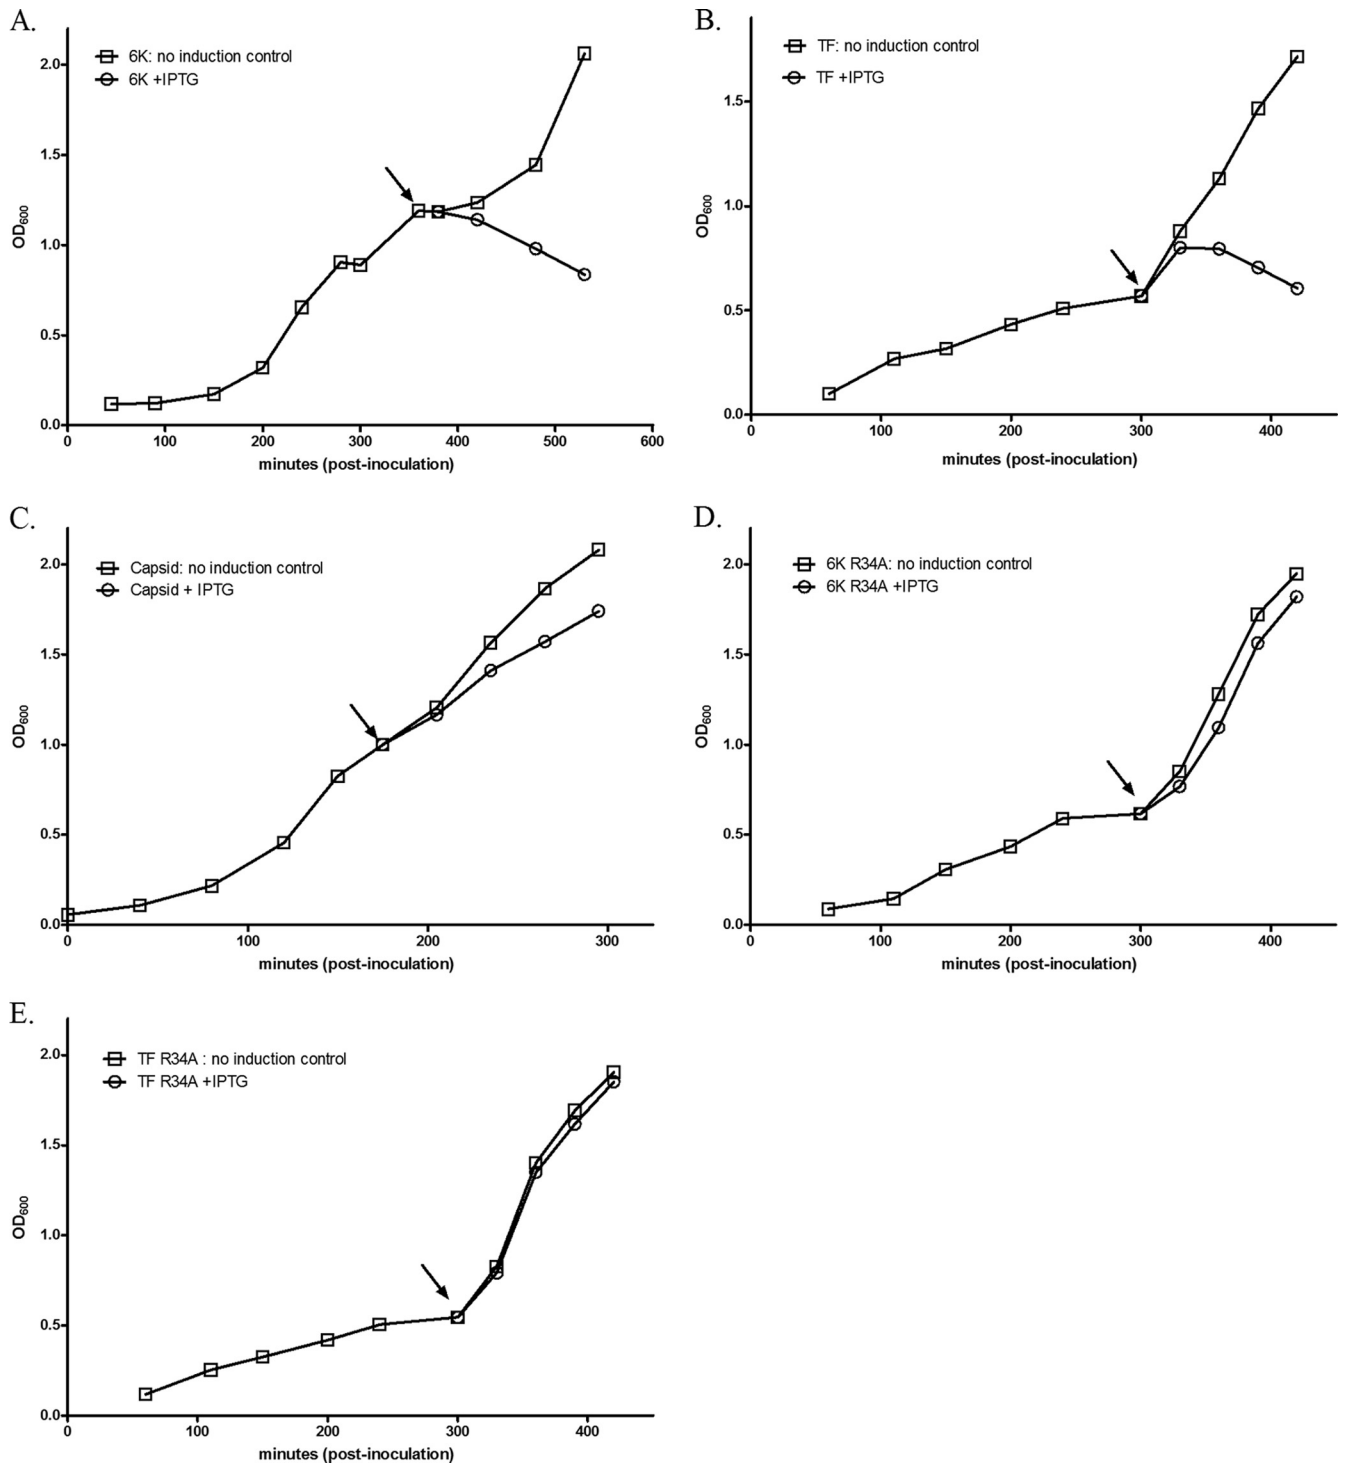 A.
6K: no induction control
6K +IPTG
2.0
1.5
1.0
0.5
0.0
OD600
0 100 200 300 400 500 600
minutes (post-inoculation)
B.
TF: no induction control
TF +IPTG
1.5
1.0
0.5
0.0
OD600
0 100 200 300 400
minutes (post-inoculation)
C.
Capsid: no induction control
Capsid + IPTG
2.0
1.5
1.0
0.5
0.0
OD600
0 100 200 300
minutes (post-inoculation)
D.
6K R34A: no induction control
6K R34A +IPTG
2.0
1.5
1.0
0.5
0.0
OD600
0 100 200 300 400
minutes (post-inoculation)
E.
TF R34A : no induction control
TF R34A +IPTG
2.0
1.5
1.0
0.5
0.0
OD600
0 100 200 300 400
minutes (post-inoculation)